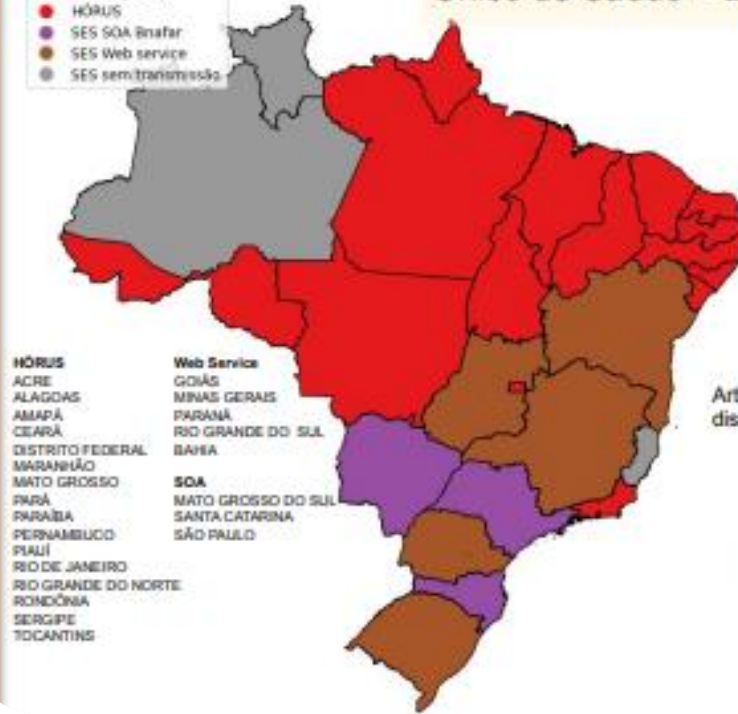 HÓRUS
SES SOA Bnafar
SES Web service
SES sem transmissão
HÓRUS
ACRE
ALAGOAS
AMAPÁ
CEARÁ
DISTRITO FEDERAL
MARANHÃO
MATO GROSSO
PARÁ
PARAÍBA
PERNAMBUCO
PIAUÍ
RIO DE JANEIRO
RIO GRANDE DO NORTE
RONDÔNIA
SERGIPE
TOCANTINS
Web Service
GOIÁS
MINAS GERAIS
PARANÁ
RIO GRANDE DO SUL
BAHIA
SOA
MATO GROSSO DO SUL
SANTA CATARINA
SÃO PAULO
Art
dis